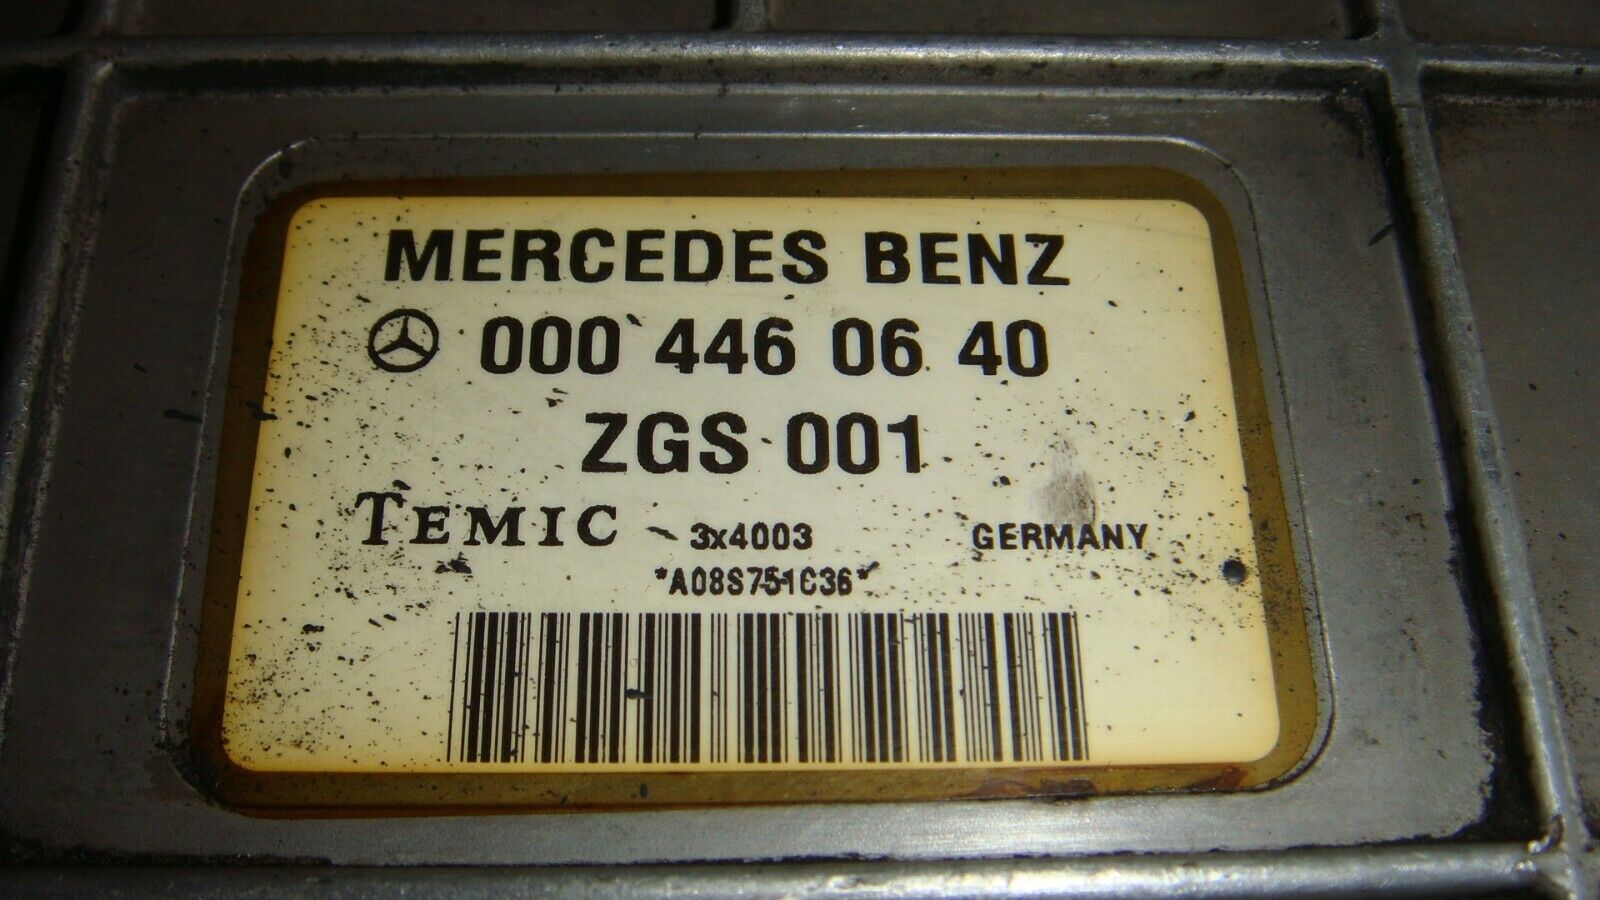 MERCEDES BENZ
000 446 06 40
ZGS 001
TEMIC 3x4003 GERMANY
*A08S751C36*